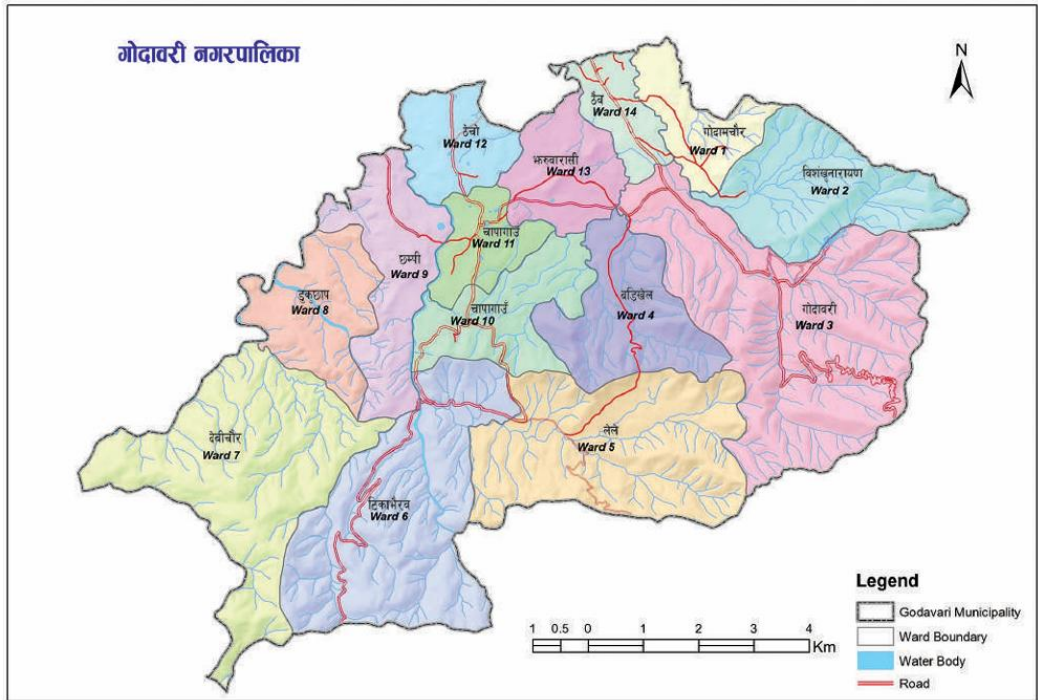 गोदावरी नगरपालिका
N
ठैव
Ward 14
गोदामचौर
Ward 1
ठेचो
Ward 12
झरुवारासी
Ward 13
विशंखुनारायण
Ward 2
चापागाउँ
Ward 11
छम्पी
Ward 9
डुकुछाप
Ward 8
चापागाउँ
Ward 10
बडिखेल
Ward 4
गोदावरी
Ward 3
देबीचौर
Ward 7
लेले
Ward 5
टिकाभैरव
Ward 6
Legend
Godavari Municipality
Ward Boundary
Water Body
Road
1 0.5 0 1 2 3 4
Km